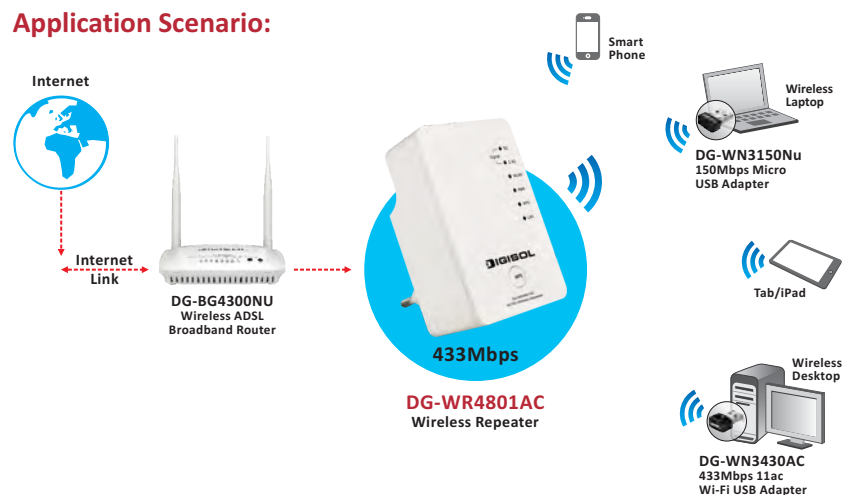 Application Scenario:
Internet
Internet
Link
DG-BG4300NU
Wireless ADSL
Broadband Router
DIGISOL
433Mbps
DG-WR4801AC
Wireless Repeater
Smart
Phone
Wireless
Laptop
DG-WN3150Nu
150Mbps Micro
USB Adapter
Tab/iPad
Wireless
Desktop
DG-WN3430AC
433Mbps 11ac
Wi-Fi USB Adapter